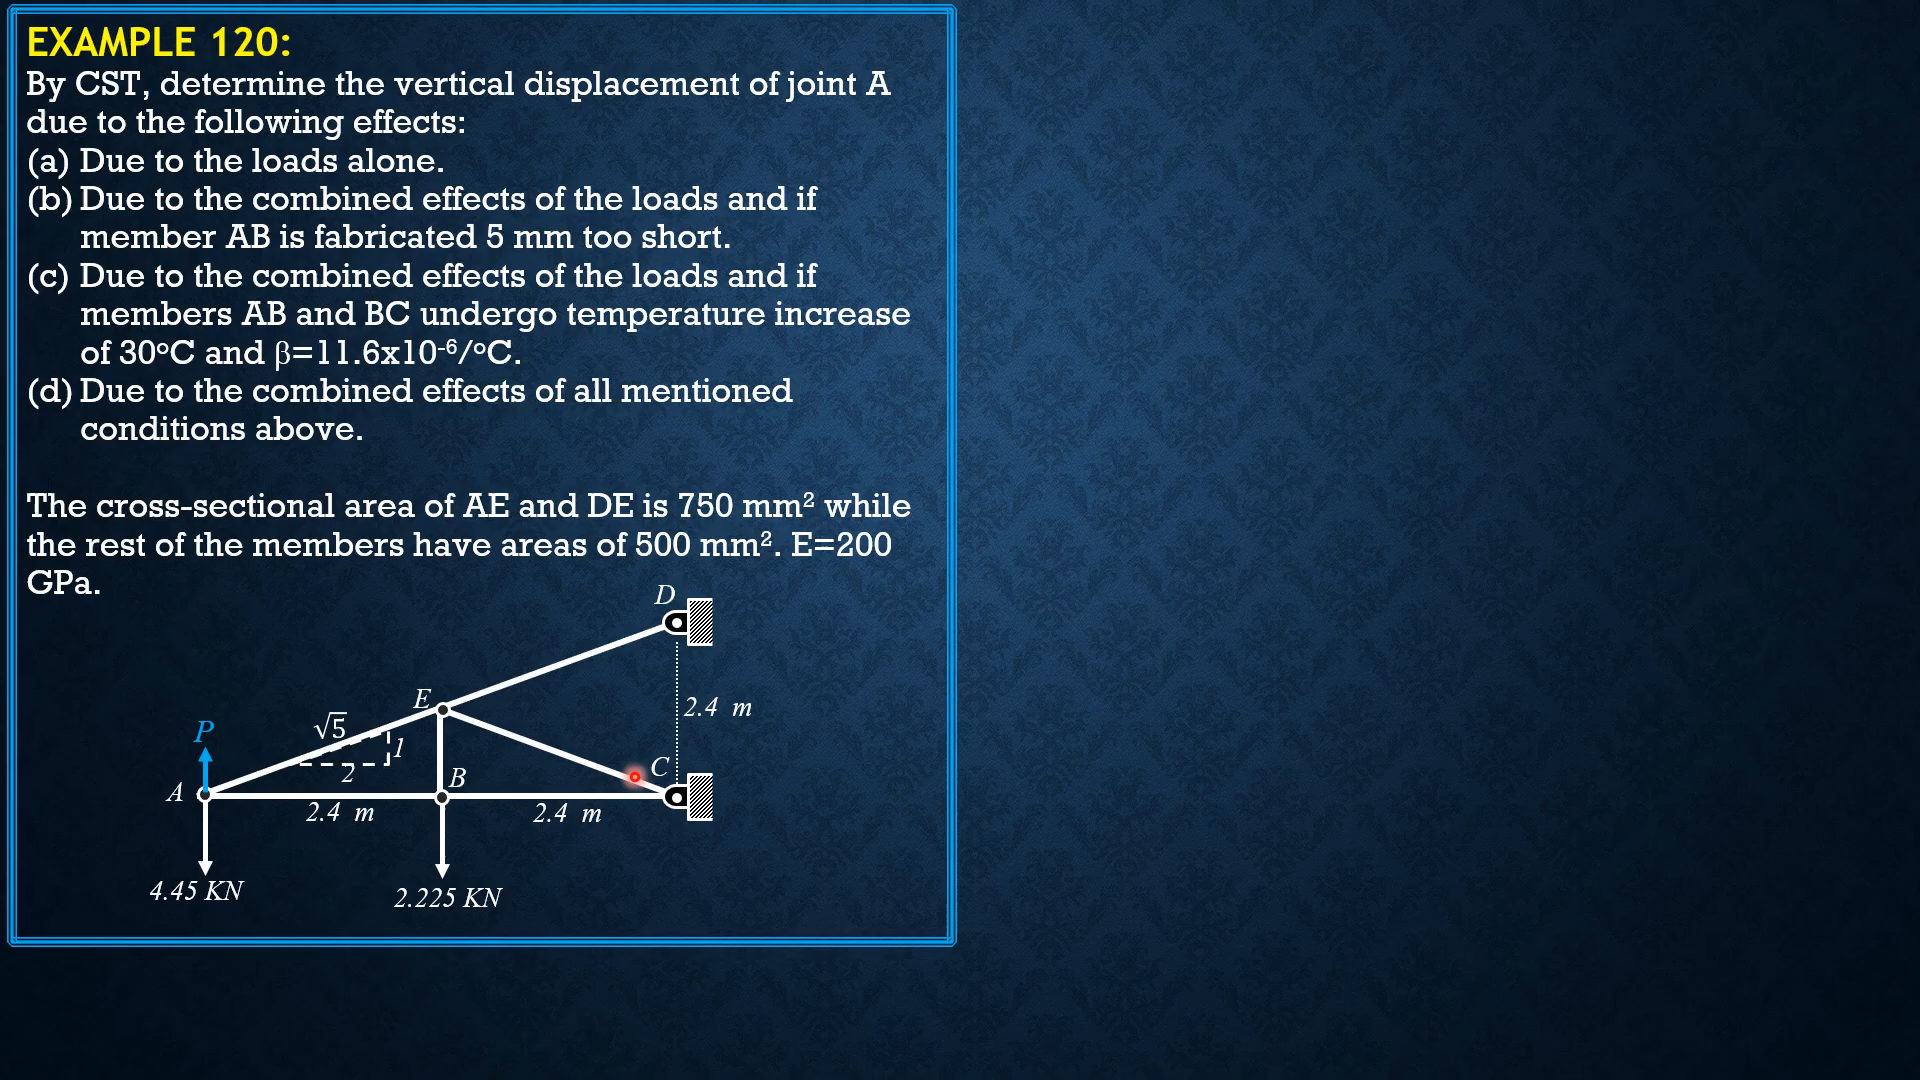 EXAMPLE 120:
By CST, determine the vertical displacement of joint A
due to the following effects:
(a) Due to the loads alone.
(b) Due to the combined effects of the loads and if
member AB is fabricated 5 mm too short.
(c) Due to the combined effects of the loads and if
members AB and BC undergo temperature increase
of 30°C and β=11.6x10⁻⁶/°C.
(d) Due to the combined effects of all mentioned
conditions above.
The cross-sectional area of AE and DE is 750 mm² while
the rest of the members have areas of 500 mm². E=200
GPa.
D
E
2.4 m
P
√5
1
2
C
A
B
2.4 m
2.4 m
4.45 KN
2.225 KN